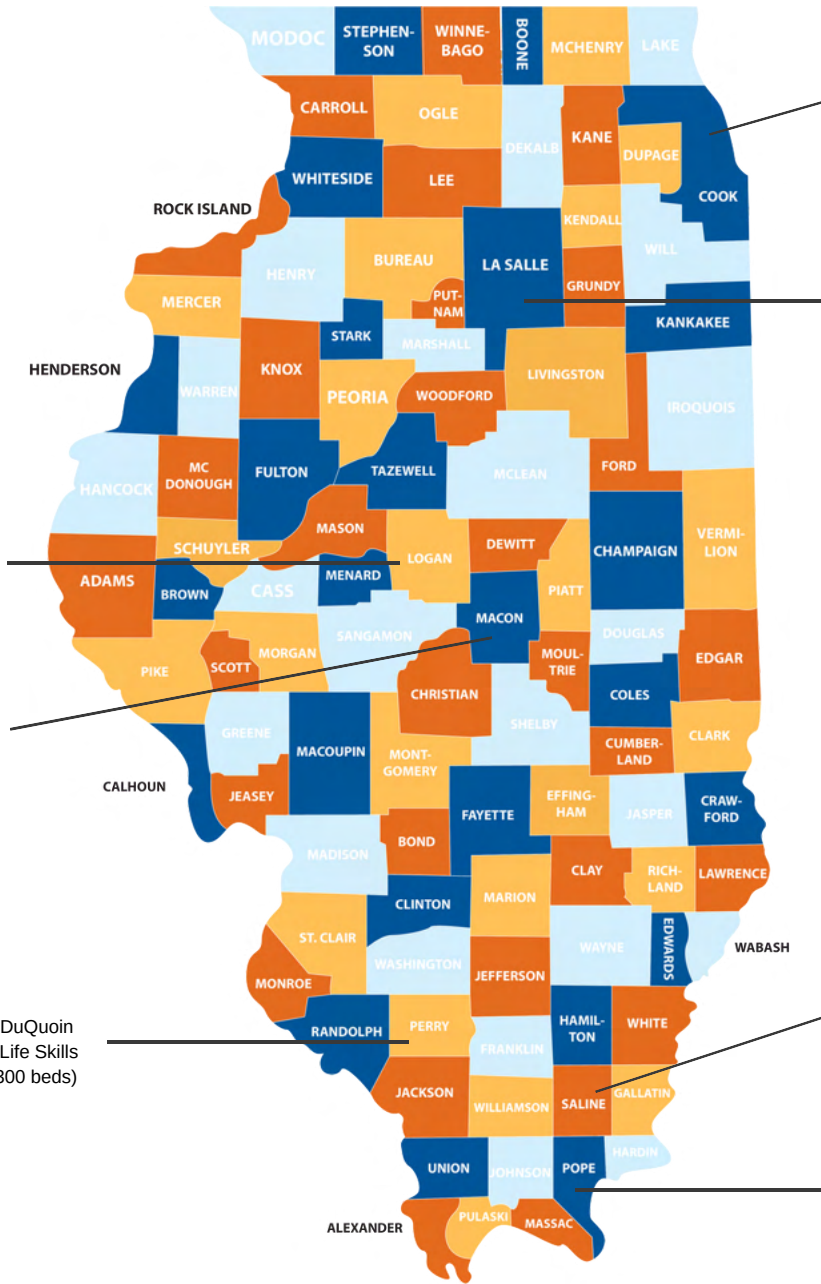 MODOC
STEPHEN-
SON
WINNE-
BAGO
BOONE
MCHENRY
LAKE
CARROLL
OGLE
DEKALB
KANE
DUPAGE
COOK
WHITESIDE
LEE
ROCK ISLAND
KENDALL
WILL
HENRY
BUREAU
LA SALLE
GRUNDY
MERCER
PUT-
NAM
KANKAKEE
STARK
MARSHALL
HENDERSON
WARREN
KNOX
PEORIA
WOODFORD
LIVINGSTON
IROQUOIS
HANCOCK
MC
DONOUGH
FULTON
TAZEWELL
MCLEAN
FORD
MASON
SCHUYLER
LOGAN
DEWITT
CHAMPAIGN
VERMI-
LION
ADAMS
BROWN
CASS
MENARD
PIATT
MACON
SANGAMON
DOUGLAS
PIKE
SCOTT
MORGAN
MOUL-
TRIE
EDGAR
CHRISTIAN
COLES
GREENE
MACOUPIN
MONT-
GOMERY
SHELBY
CUMBER-
LAND
CLARK
CALHOUN
JEASEY
FAYETTE
EFFING-
HAM
JASPER
CRAW-
FORD
MADISON
BOND
CLAY
RICH-
LAND
LAWRENCE
CLINTON
MARION
ST. CLAIR
WAYNE
EDWARDS
WABASH
WASHINGTON
MONROE
JEFFERSON
DuQuoin
Life Skills
300 beds)
RANDOLPH
PERRY
FRANKLIN
HAMIL-
TON
WHITE
JACKSON
WILLIAMSON
SALINE
GALLATIN
UNION
JOHNSON
POPE
HARDIN
ALEXANDER
PULASKI
MASSAC